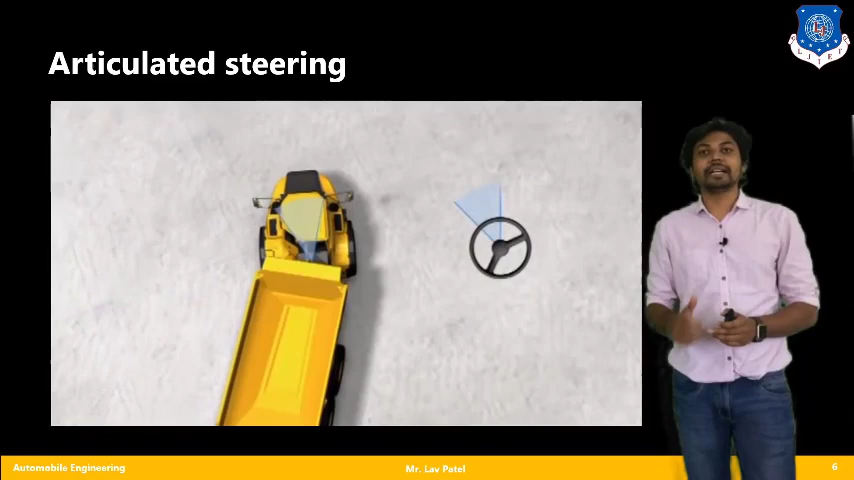 Articulated steering
L J I E T
Automobile Engineering
Mr. Lav Patel
6